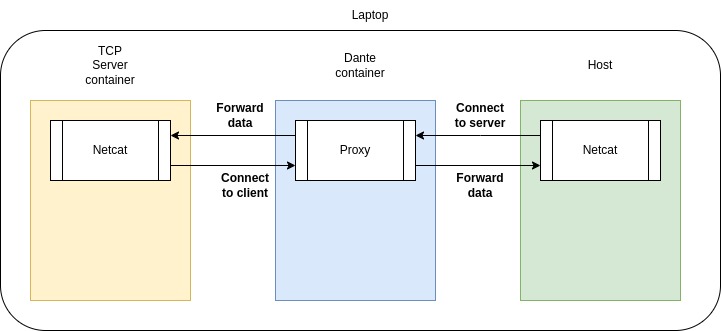 Laptop
TCP
Server
container
Dante
container
Host
Forward
data
Connect
to server
Netcat
Proxy
Netcat
Connect
to client
Forward
data